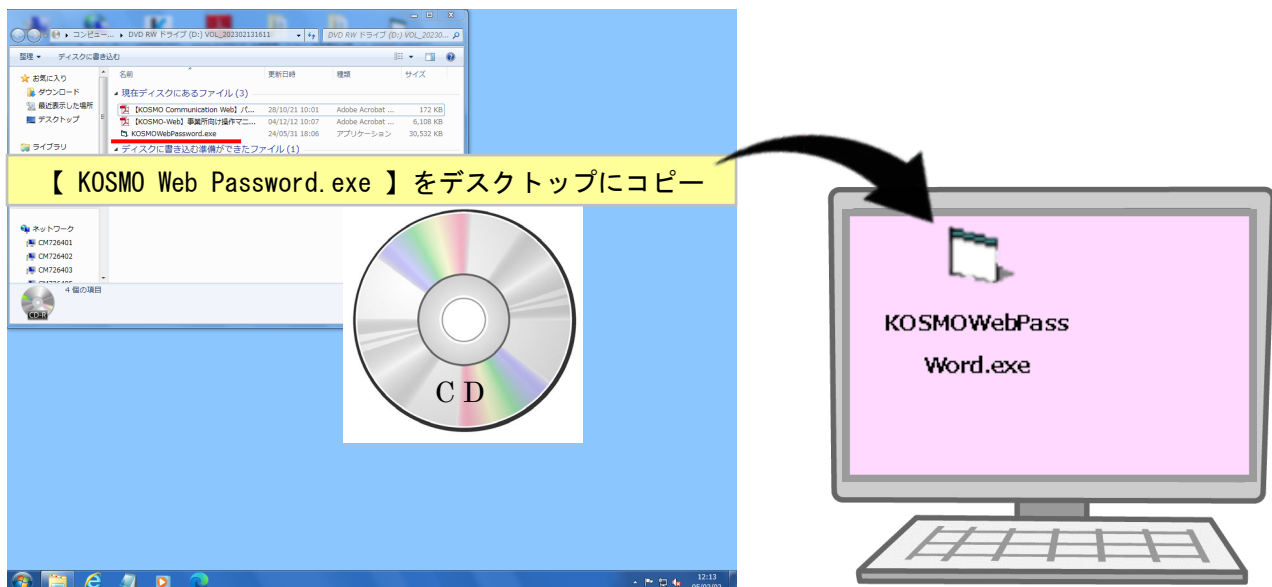 コンピュー... ▸ DVD RW ドライブ (D:) VOL_202302131611
DVD RW ドライブ (D:) VOL_20230...
整理 ディスクに書き込む
名前 更新日時 種類 サイズ
お気に入り
ダウンロード
最近表示した場所
デスクトップ
ライブラリ
現在ディスクにあるファイル (3)
【KOSMO Communication Web】パ... 28/10/21 10:01 Adobe Acrobat ... 172 KB
【KOSMO-Web】事業所向け操作マニ... 04/12/12 10:07 Adobe Acrobat ... 6,108 KB
KOSMOWebPassword.exe 24/05/31 18:06 アプリケーション 30,532 KB
ディスクに書き込む準備ができたファイル (1)
【 KOSMO Web Password.exe 】をデスクトップにコピー
ネットワーク
CM726401
CM726402
CM726403
4 個の項目
CD-R
CD
KOSMOWebPass
Word.exe
12:13